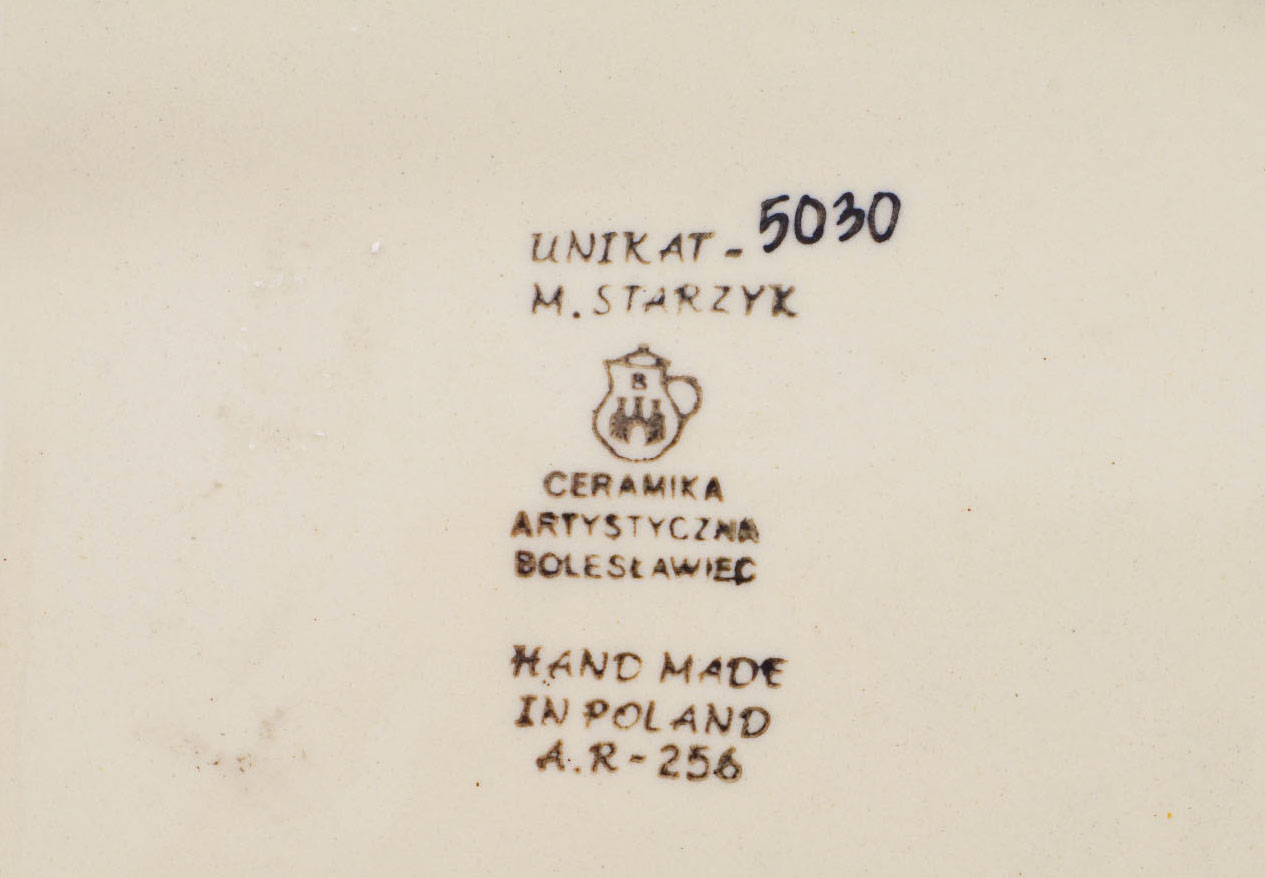 UNIKAT - 5030
M. STARZYK
B
CERAMIKA
ARTYSTYCZNA
BOLESŁAWIEC
HAND MADE
IN POLAND
A.R - 256